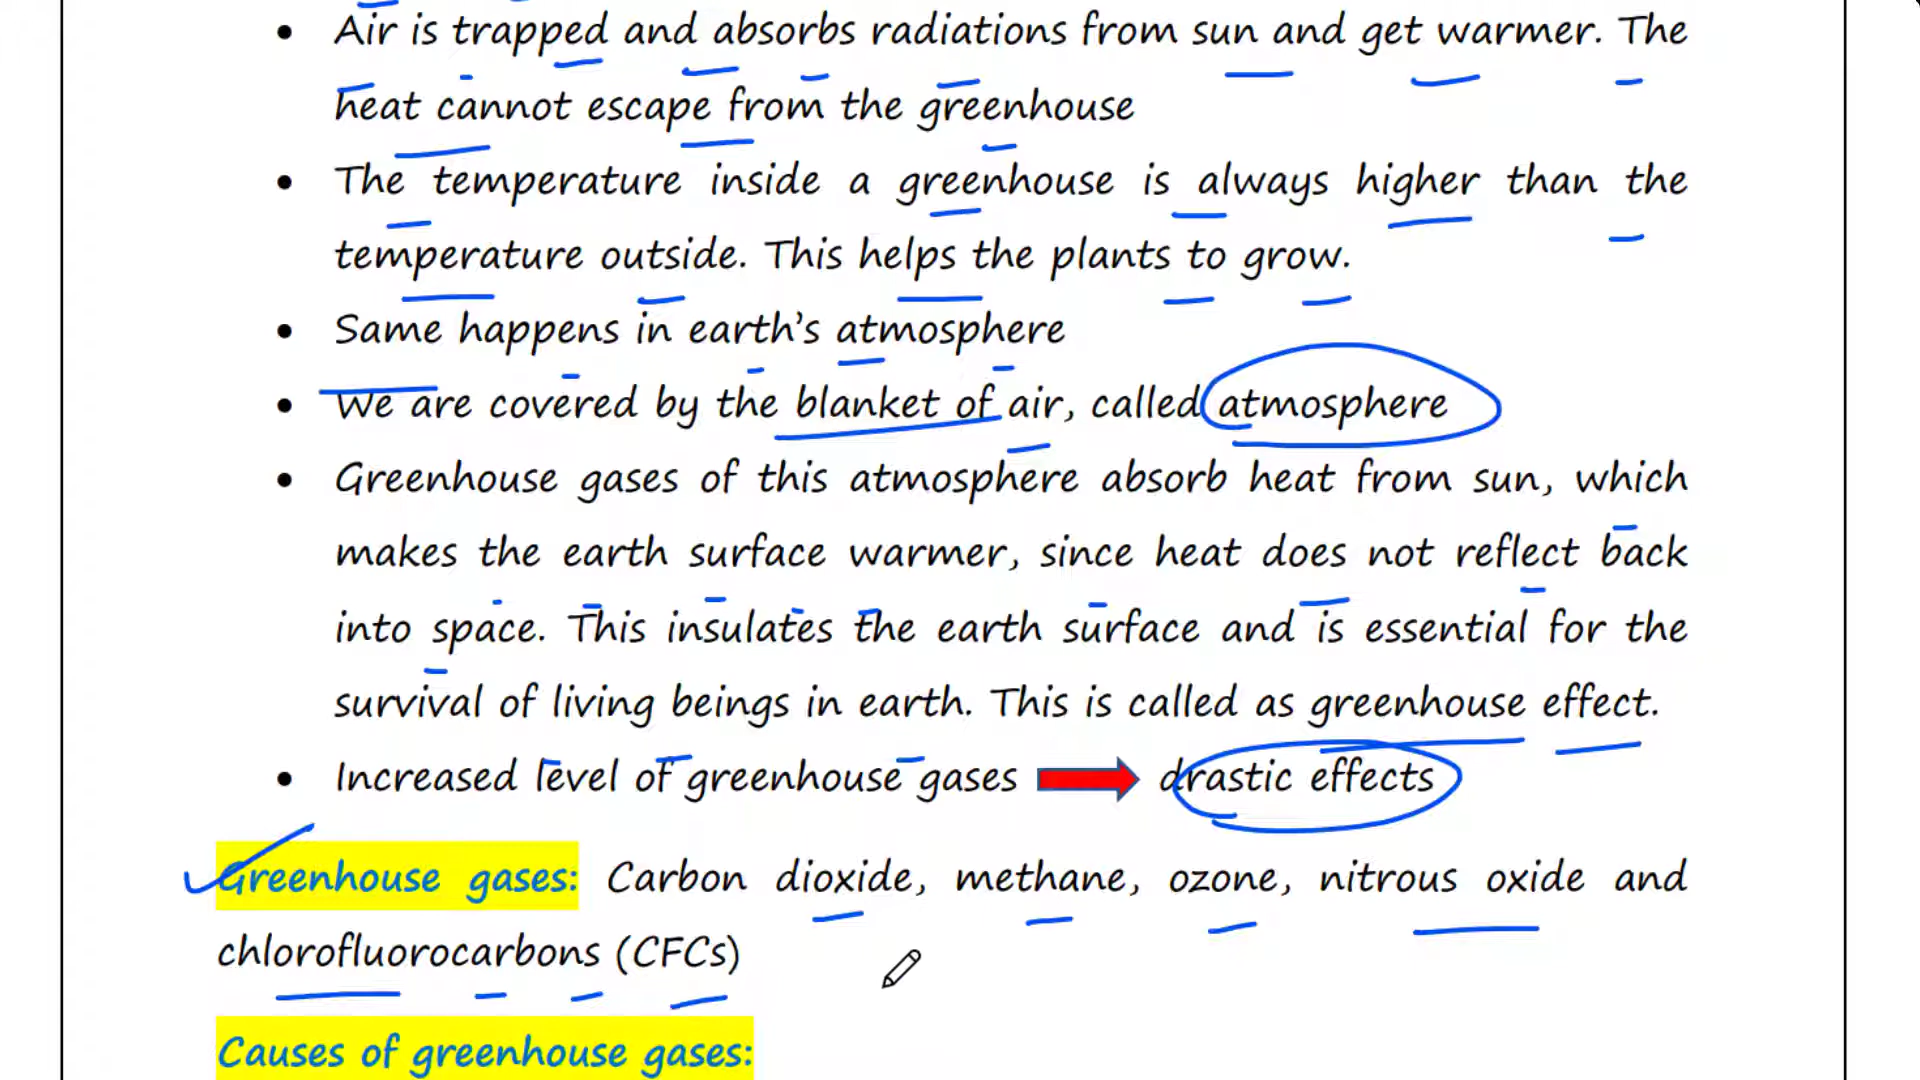 • Air is trapped and absorbs radiations from sun and get warmer. The
heat cannot escape from the greenhouse
• The temperature inside a greenhouse is always higher than the
temperature outside. This helps the plants to grow.
• Same happens in earth’s atmosphere
• We are covered by the blanket of air, called atmosphere
• Greenhouse gases of this atmosphere absorb heat from sun, which
makes the earth surface warmer, since heat does not reflect back
into space. This insulates the earth surface and is essential for the
survival of living beings in earth. This is called as greenhouse effect.
• Increased level of greenhouse gases drastic effects
Greenhouse gases: Carbon dioxide, methane, ozone, nitrous oxide and
chlorofluorocarbons (CFCs)
Causes of greenhouse gases: